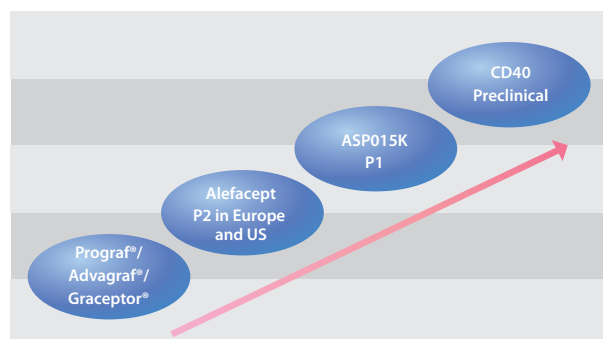 CD40
Preclinical
ASP015K
P1
Alefacept
P2 in Europe
and US
Prograf®/
Advagraf®/
Graceptor®